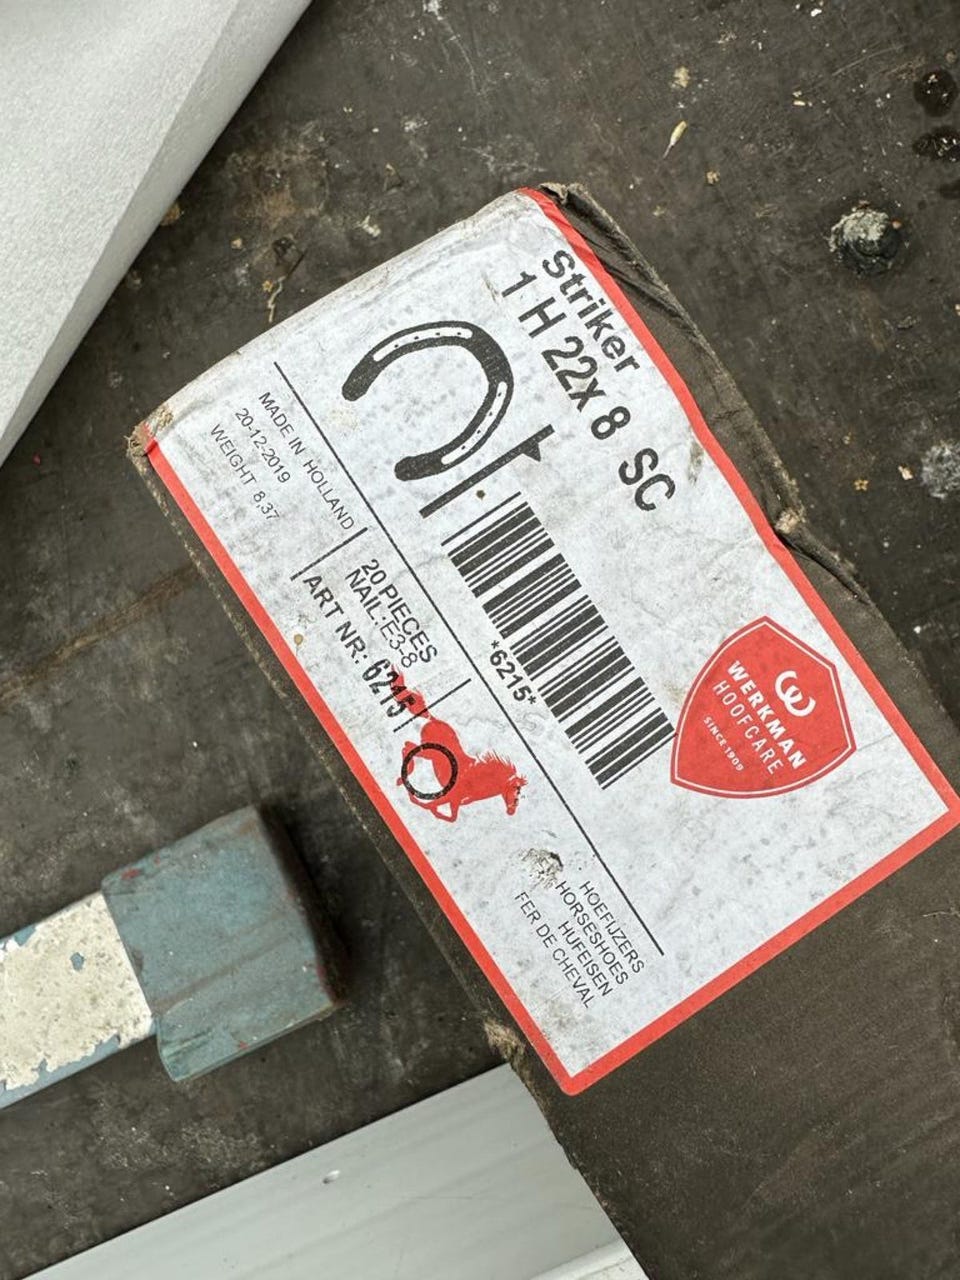 Striker
1 H 22x 8 SC
*6215*
WERKMAN
HOOFCARE
SINCE 1909
MADE IN HOLLAND
20-12-2019
WEIGHT 8,37
20 PIECES
NAIL:E3-8
ART NR: 6215
HOEFIJZERS
HORSESHOES
HUFEISEN
FER DE CHEVAL